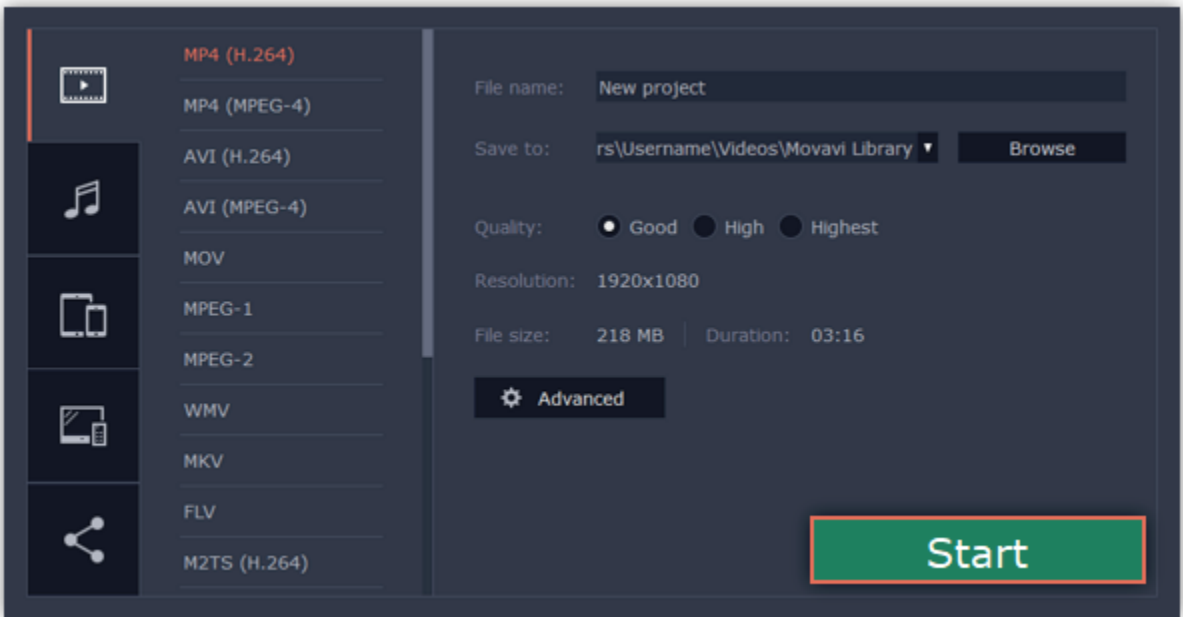 MP4 (H.264)
MP4 (MPEG-4)
AVI (H.264)
AVI (MPEG-4)
MOV
MPEG-1
MPEG-2
WMV
MKV
FLV
M2TS (H.264)
File name: New project
Save to: rs\Username\Videos\Movavi Library Browse
Quality: Good High Highest
Resolution: 1920x1080
File size: 218 MB Duration: 03:16
Advanced
Start